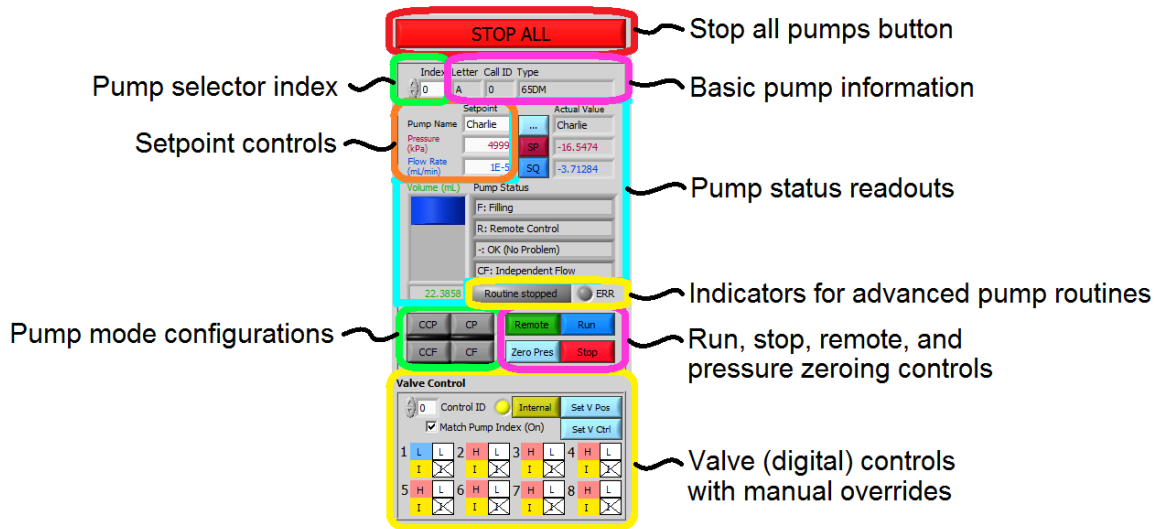 STOP ALL
Stop all pumps button
Pump selector index
Index Letter Call ID Type
0 A 0 65DM
Basic pump information
Setpoint controls
Setpoint Actual Value
Pump Name Charlie ... Charlie
Pressure
(kPa) 4999 SP -16.5474
Flow Rate
(mL/min) 1E-5 SQ -3.71284
Pump status readouts
Volume (mL) Pump Status
F: Filling
R: Remote Control
-: OK (No Problem)
CF: Independent Flow
22.3858 Routine stopped ERR
Indicators for advanced pump routines
Pump mode configurations
CCP CP Remote Run
CCF CF Zero Pres Stop
Run, stop, remote, and
pressure zeroing controls
Valve Control
0 Control ID Internal Set V Pos
Match Pump Index (On) Set V Ctrl
1 L L 2 H L 3 H L 4 H L
I I I I I I I I
5 H L 6 H L 7 H L 8 H L
I I I I I I I I
Valve (digital) controls
with manual overrides